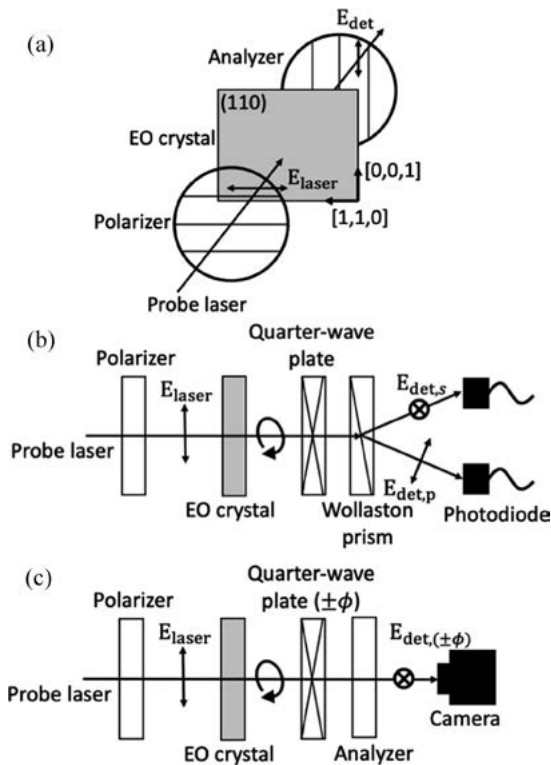 (a)
E_det
Analyzer
(110)
EO crystal
[0,0,1]
E_laser
Polarizer
[1,1,0]
Probe laser
(b)
Quarter-wave
plate
Polarizer
E_det,s
E_laser
Probe laser
E_det,p
EO crystal
Wollaston
prism
Photodiode
(c)
Quarter-wave
plate (±ϕ)
Polarizer
E_laser
E_det,(±ϕ)
Probe laser
Camera
EO crystal
Analyzer